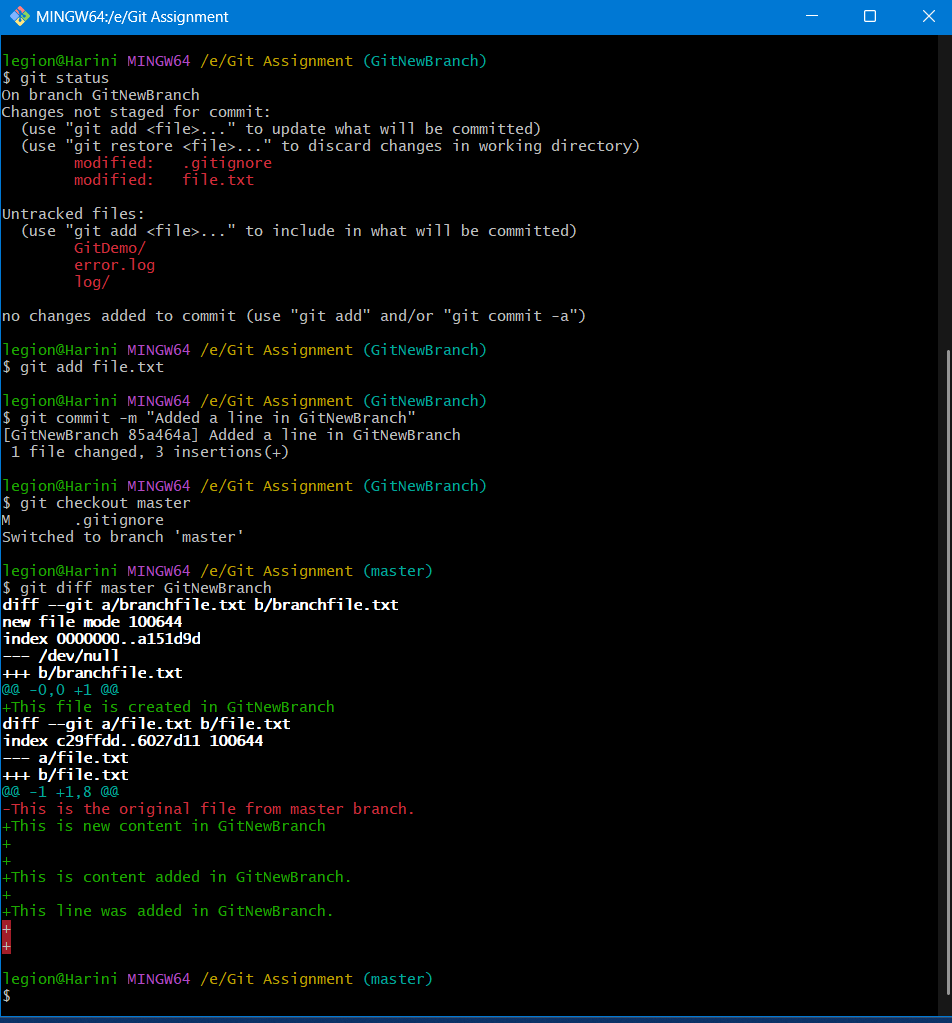 MINGW64:/e/Git Assignment
legion@Harini MINGW64 /e/Git Assignment (GitNewBranch)
$ git status
On branch GitNewBranch
Changes not staged for commit:
  (use "git add <file>..." to update what will be committed)
  (use "git restore <file>..." to discard changes in working directory)
        modified:   .gitignore
        modified:   file.txt

Untracked files:
  (use "git add <file>..." to include in what will be committed)
        GitDemo/
        error.log
        log/

no changes added to commit (use "git add" and/or "git commit -a")

legion@Harini MINGW64 /e/Git Assignment (GitNewBranch)
$ git add file.txt

legion@Harini MINGW64 /e/Git Assignment (GitNewBranch)
$ git commit -m "Added a line in GitNewBranch"
[GitNewBranch 85a464a] Added a line in GitNewBranch
 1 file changed, 3 insertions(+)

legion@Harini MINGW64 /e/Git Assignment (GitNewBranch)
$ git checkout master
M       .gitignore
Switched to branch 'master'

legion@Harini MINGW64 /e/Git Assignment (master)
$ git diff master GitNewBranch
diff --git a/branchfile.txt b/branchfile.txt
new file mode 100644
index 0000000..a151d9d
--- /dev/null
+++ b/branchfile.txt
@@ -0,0 +1 @@
+This file is created in GitNewBranch
diff --git a/file.txt b/file.txt
index c29ffdd..6027d11 100644
--- a/file.txt
+++ b/file.txt
@@ -1 +1,8 @@
-This is the original file from master branch.
+This is new content in GitNewBranch
+
+
+This is content added in GitNewBranch.
+
+This line was added in GitNewBranch.
+
+

legion@Harini MINGW64 /e/Git Assignment (master)
$